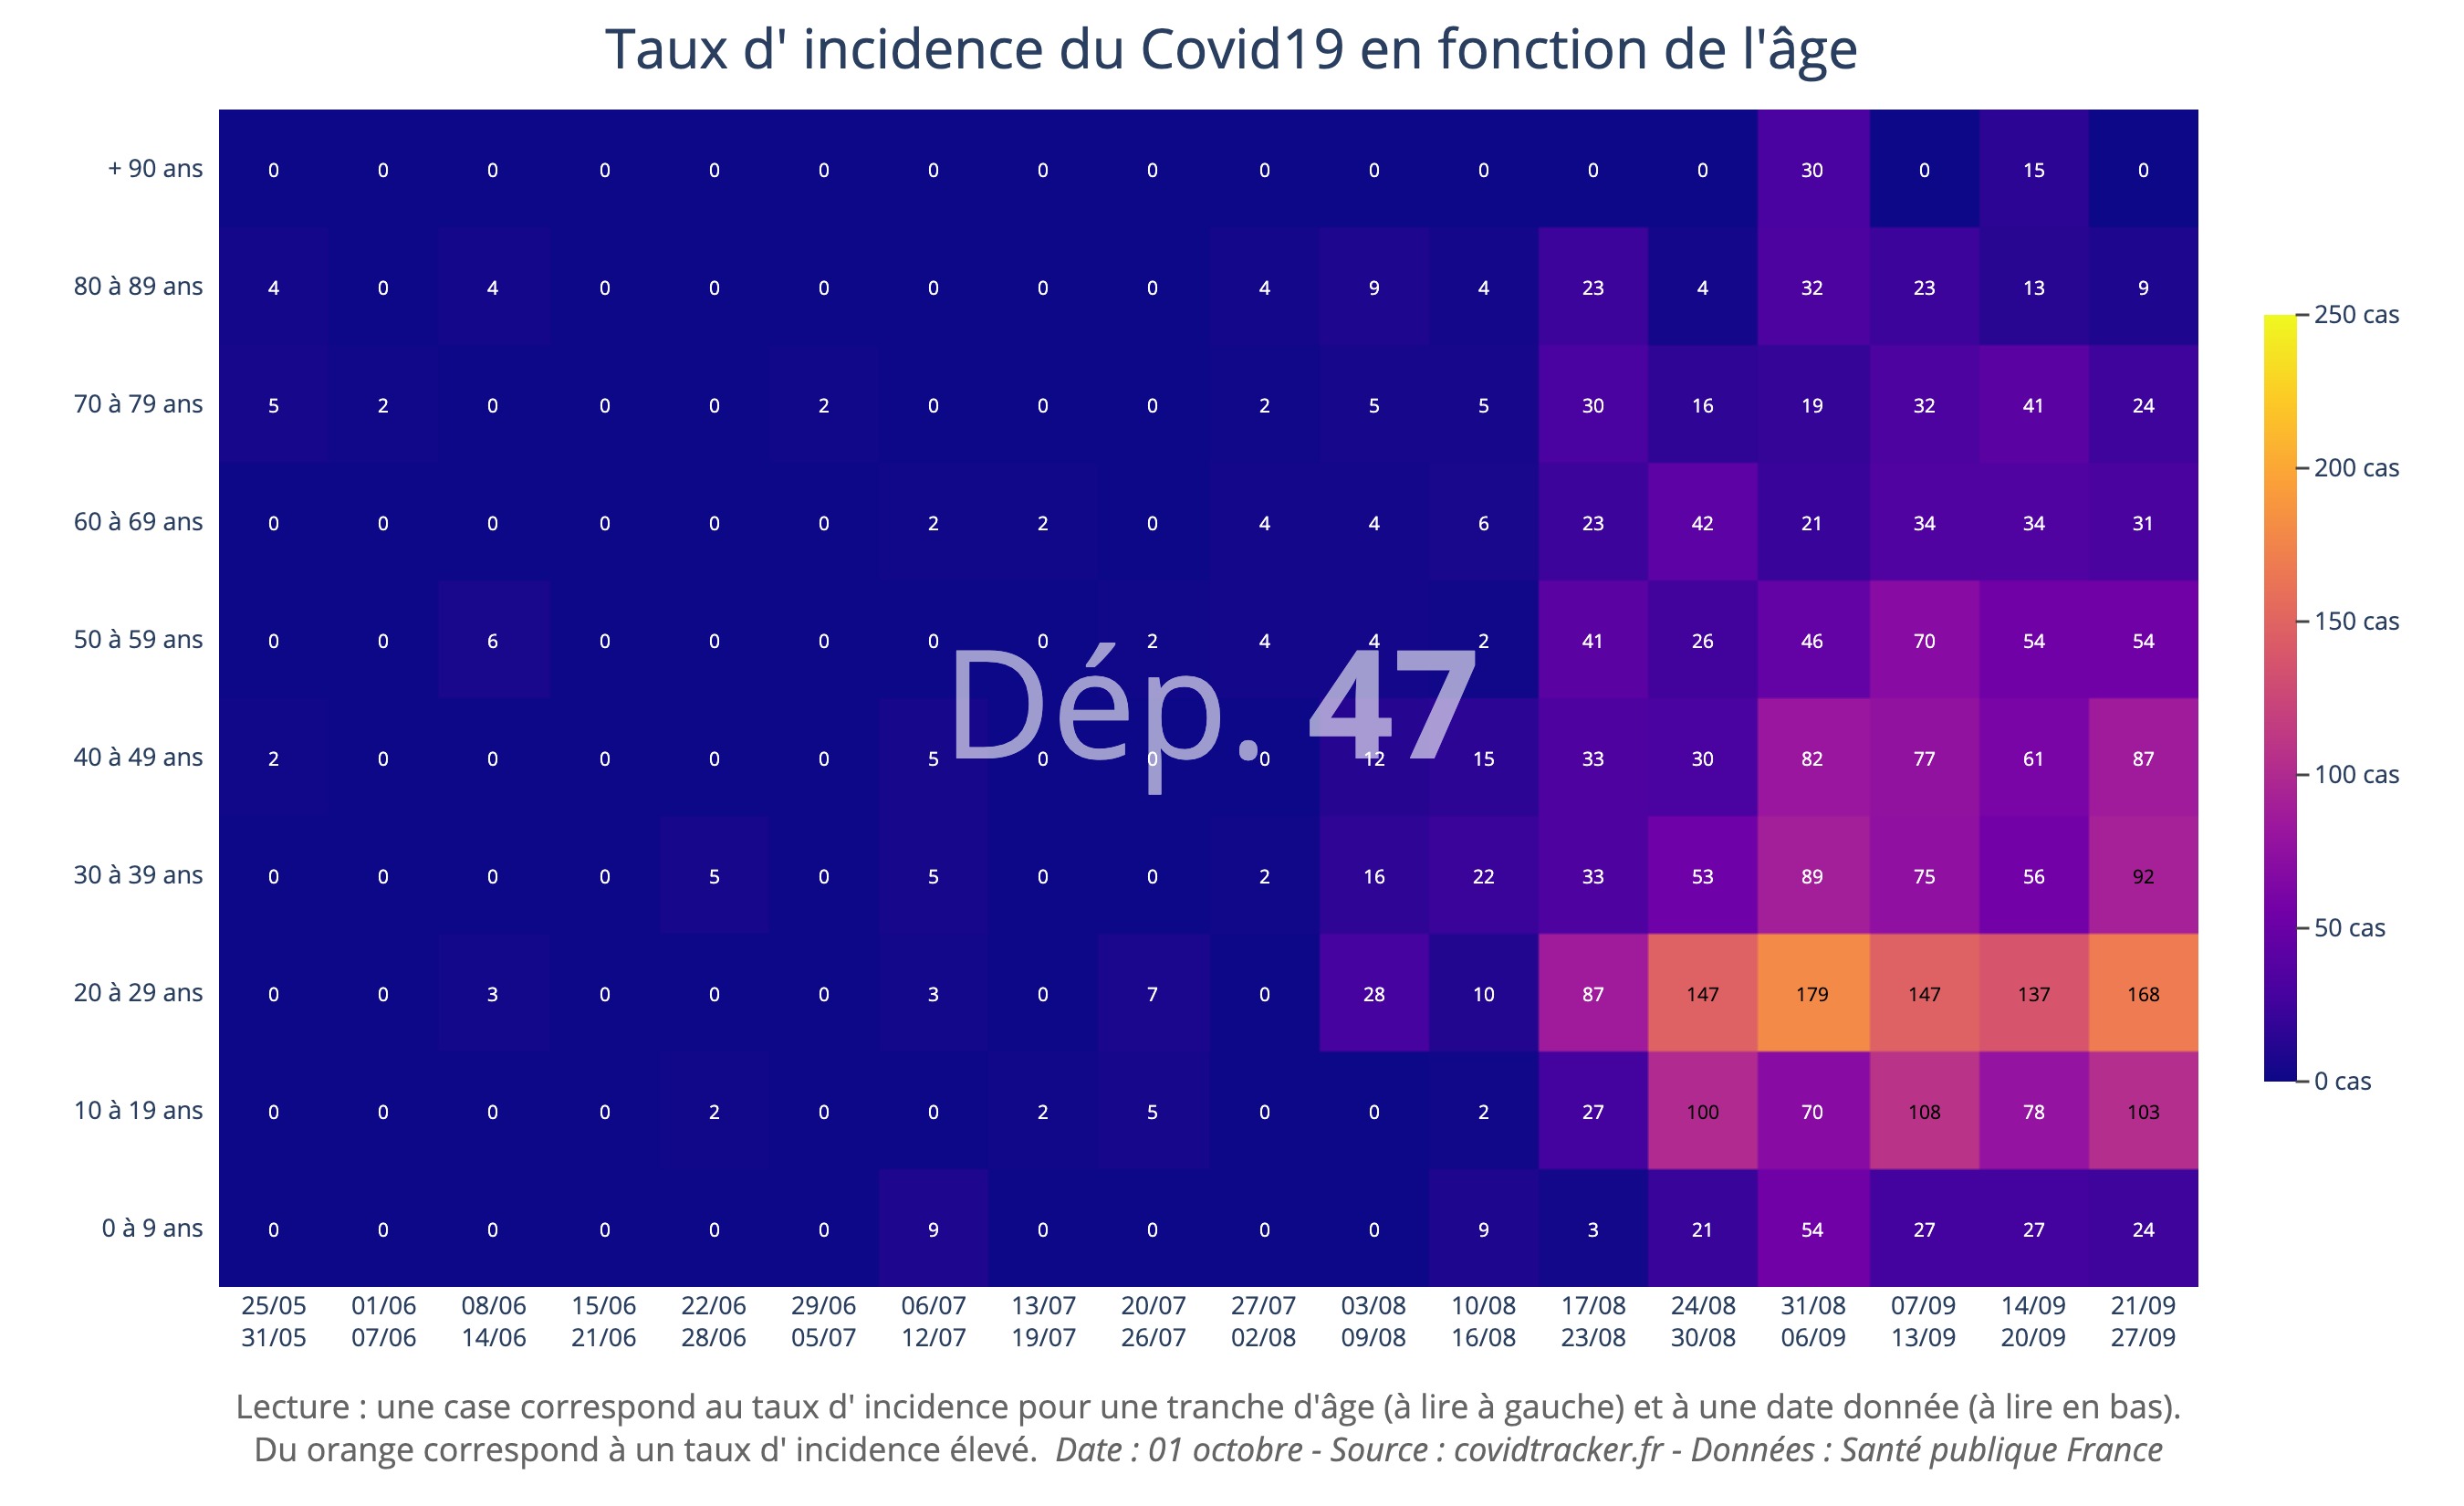 Taux d' incidence du Covid19 en fonction de l'âge
+ 90 ans 0 0 0 0 0 0 0 0 0 0 0 0 0 0 30 0 15 0
80 à 89 ans 4 0 4 0 0 0 0 0 0 4 9 4 23 4 32 23 13 9
70 à 79 ans 5 2 0 0 0 2 0 0 0 2 5 5 30 16 19 32 41 24
60 à 69 ans 0 0 0 0 0 0 2 2 0 4 4 6 23 42 21 34 34 31
50 à 59 ans 0 0 6 0 0 0 0 0 2 4 4 2 41 26 46 70 54 54
Dép. 47
40 à 49 ans 2 0 0 0 0 0 5 0 0 0 12 15 33 30 82 77 61 87
30 à 39 ans 0 0 0 0 5 0 5 0 0 2 16 22 33 53 89 75 56 92
20 à 29 ans 0 0 3 0 0 0 3 0 7 0 28 10 87 147 179 147 137 168
10 à 19 ans 0 0 0 0 2 0 0 2 5 0 0 2 27 100 70 108 78 103
0 à 9 ans 0 0 0 0 0 0 9 0 0 0 0 9 3 21 54 27 27 24
25/05 01/06 08/06 15/06 22/06 29/06 06/07 13/07 20/07 27/07 03/08 10/08 17/08 24/08 31/08 07/09 14/09 21/09
31/05 07/06 14/06 21/06 28/06 05/07 12/07 19/07 26/07 02/08 09/08 16/08 23/08 30/08 06/09 13/09 20/09 27/09
250 cas
200 cas
150 cas
100 cas
50 cas
0 cas
Lecture : une case correspond au taux d' incidence pour une tranche d'âge (à lire à gauche) et à une date donnée (à lire en bas).
Du orange correspond à un taux d' incidence élevé. Date : 01 octobre - Source : covidtracker.fr - Données : Santé publique France